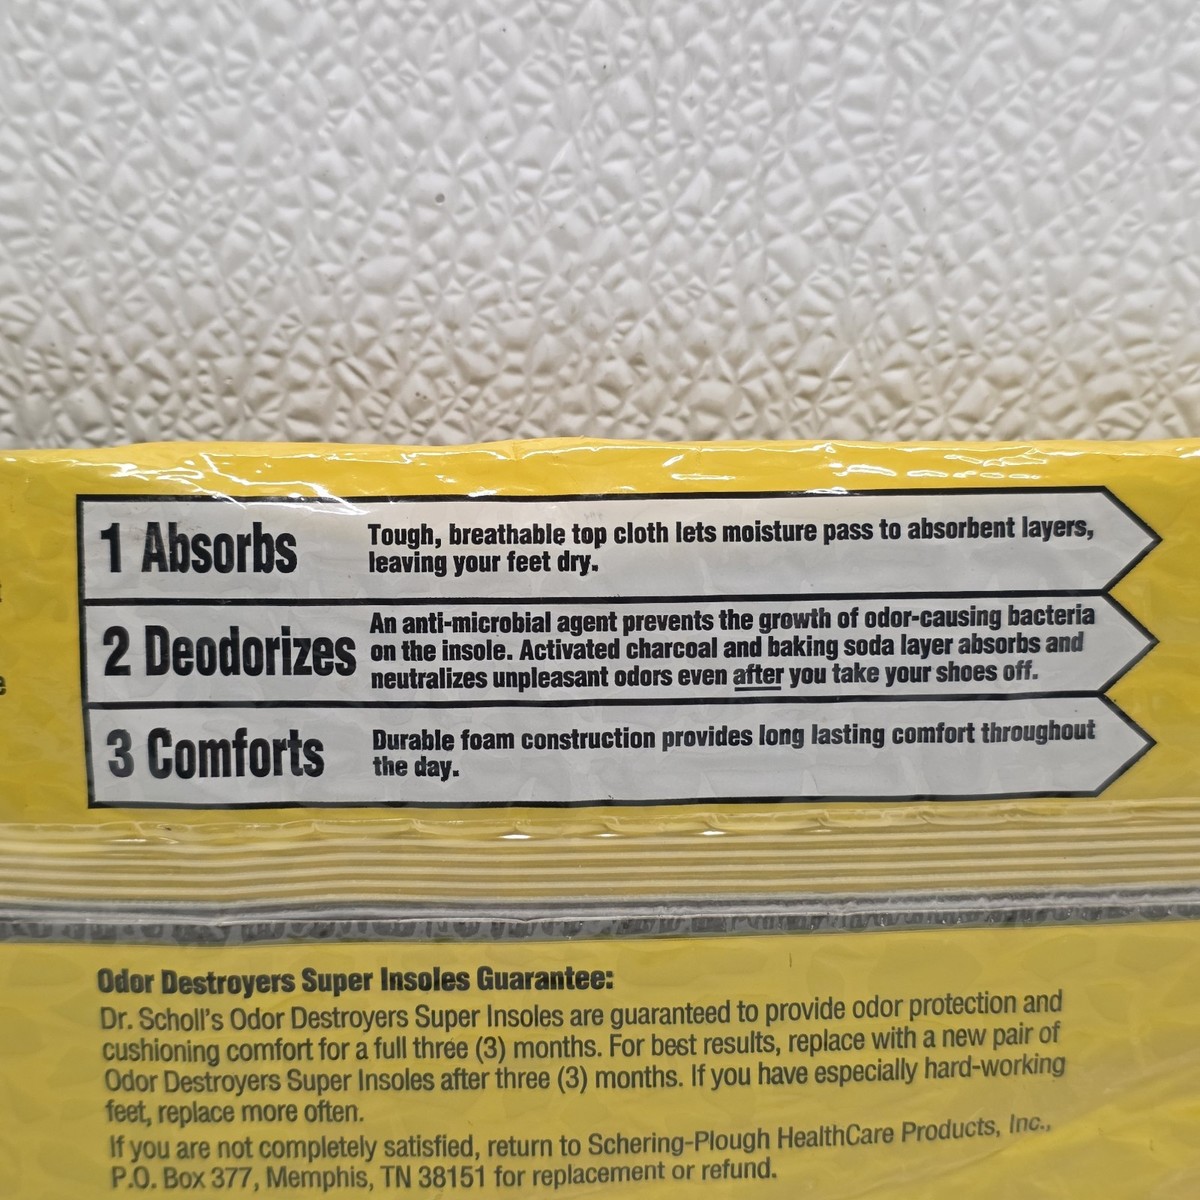 1 Absorbs
Tough, breathable top cloth lets moisture pass to absorbent layers,
leaving your feet dry.
2 Deodorizes
An anti-microbial agent prevents the growth of odor-causing bacteria
on the insole. Activated charcoal and baking soda layer absorbs and
neutralizes unpleasant odors even after you take your shoes off.
3 Comforts
Durable foam construction provides long lasting comfort throughout
the day.
Odor Destroyers Super Insoles Guarantee:
Dr. Scholl's Odor Destroyers Super Insoles are guaranteed to provide odor protection and
cushioning comfort for a full three (3) months. For best results, replace with a new pair of
Odor Destroyers Super Insoles after three (3) months. If you have especially hard-working
feet, replace more often.
If you are not completely satisfied, return to Schering-Plough HealthCare Products, Inc.,
P.O. Box 377, Memphis, TN 38151 for replacement or refund.